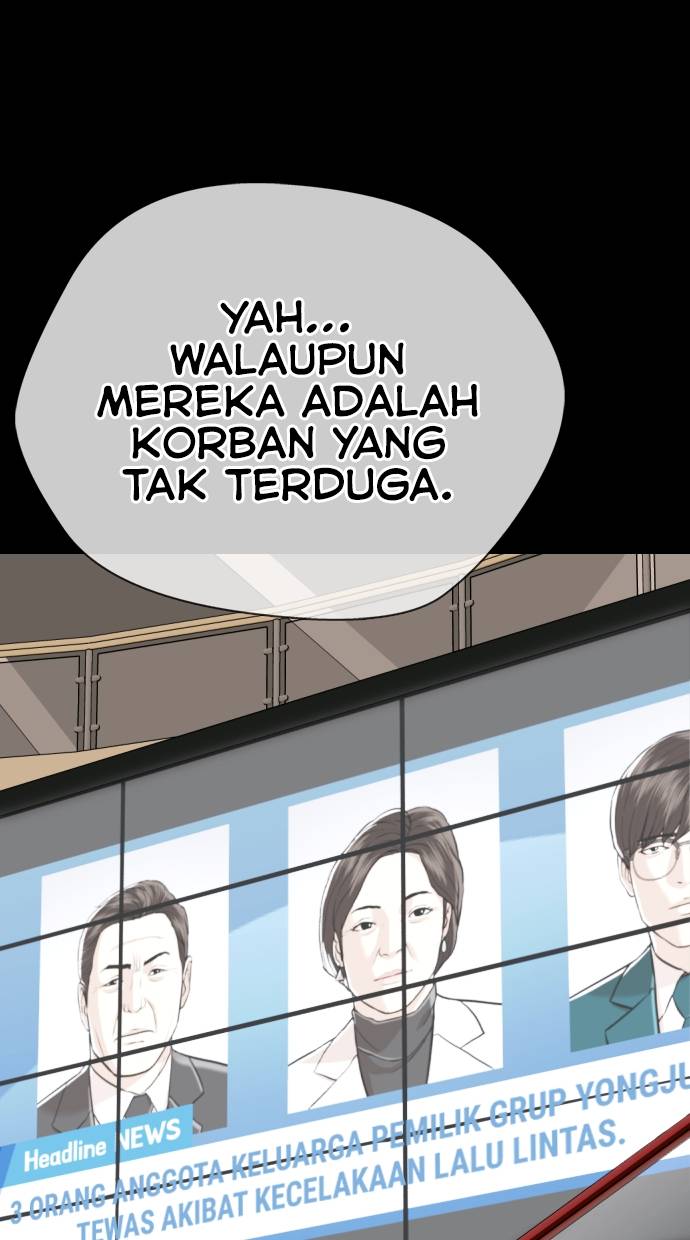 YAH...
WALAUPUN
MEREKA ADALAH
KORBAN YANG
TAK TERDUGA.
Headline NEWS
3 ORANG ANGGOTA KELUARGA PEMILIK GRUP
TEWAS AKIBAT KECELAKAAN LALU LINTAS.